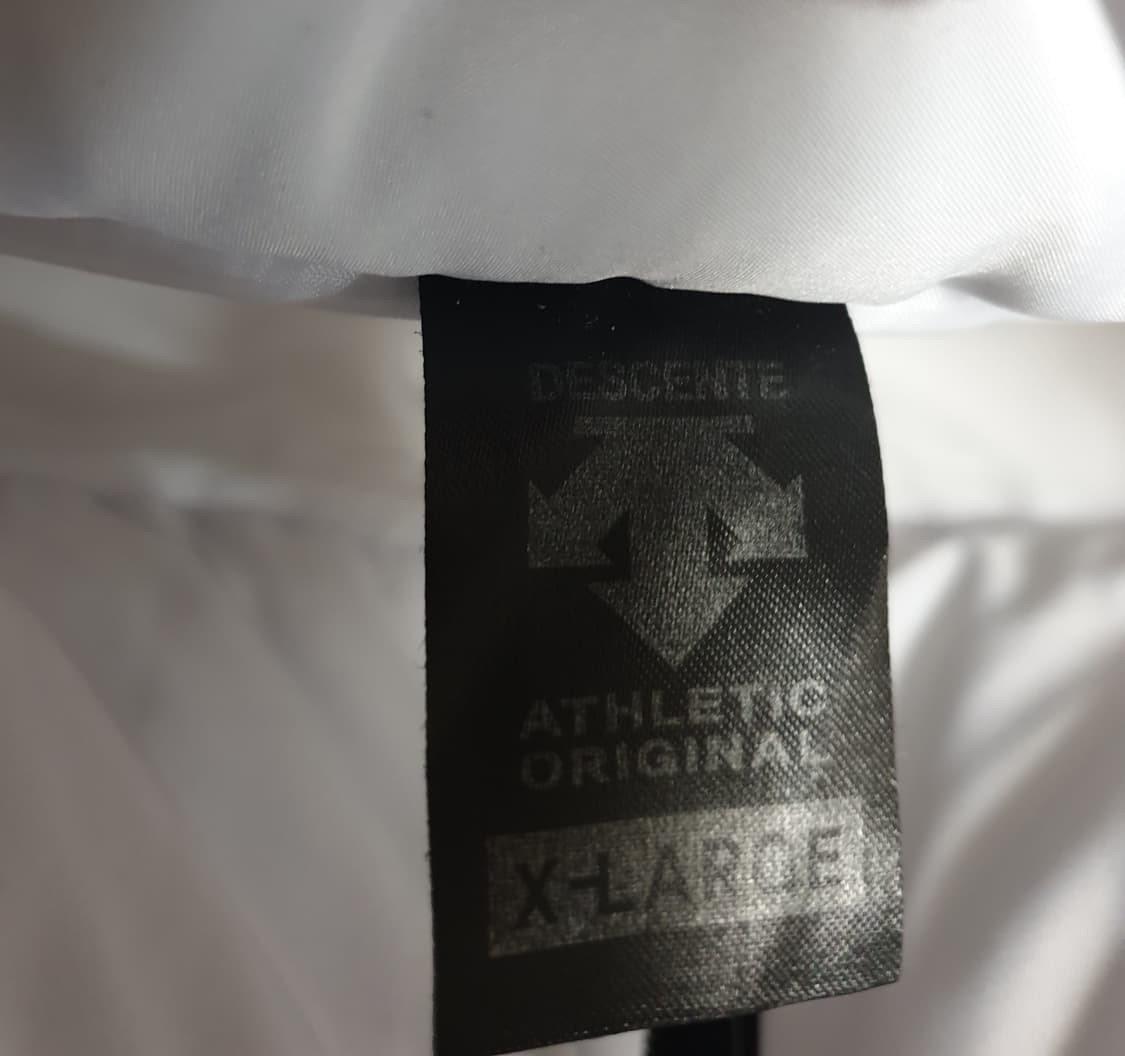 DESCENTE
ATHLETIC
ORIGINAL
X-LARGE